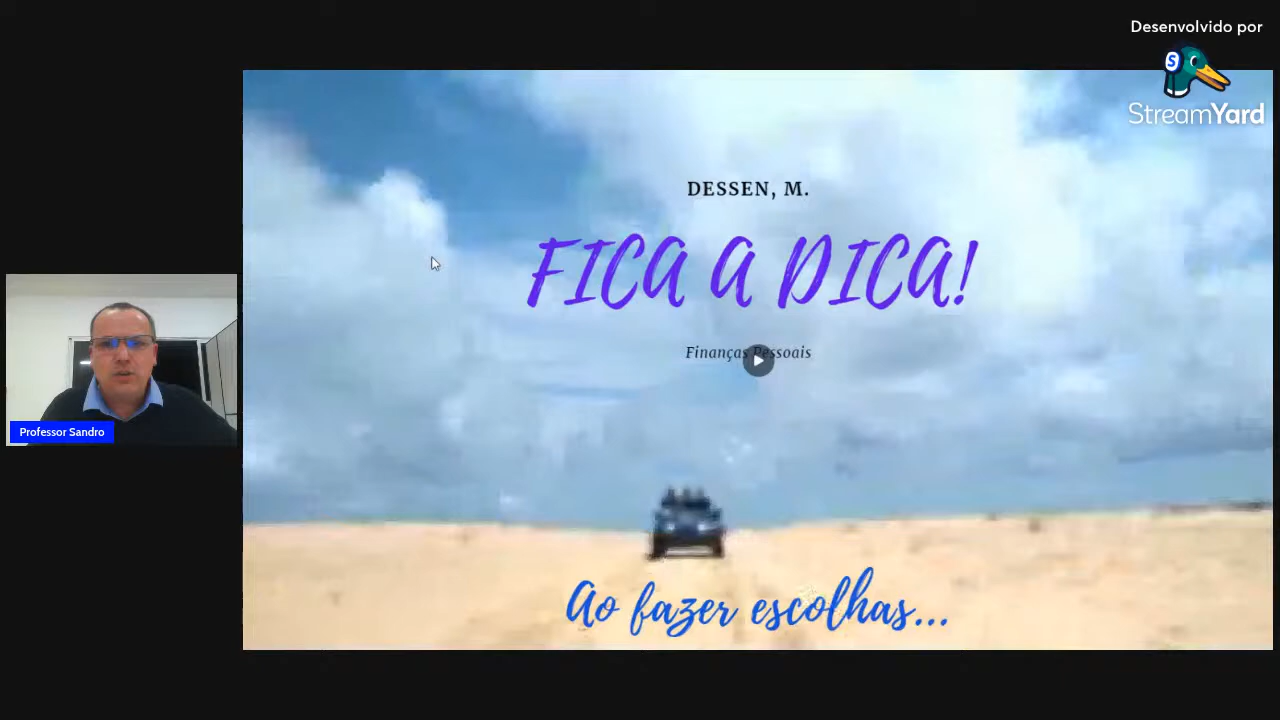 Desenvolvido por
S
StreamYard
DESSEN, M.
FICA A DICA!
Finanças Pessoais
Professor Sandro
Ao fazer escolhas...